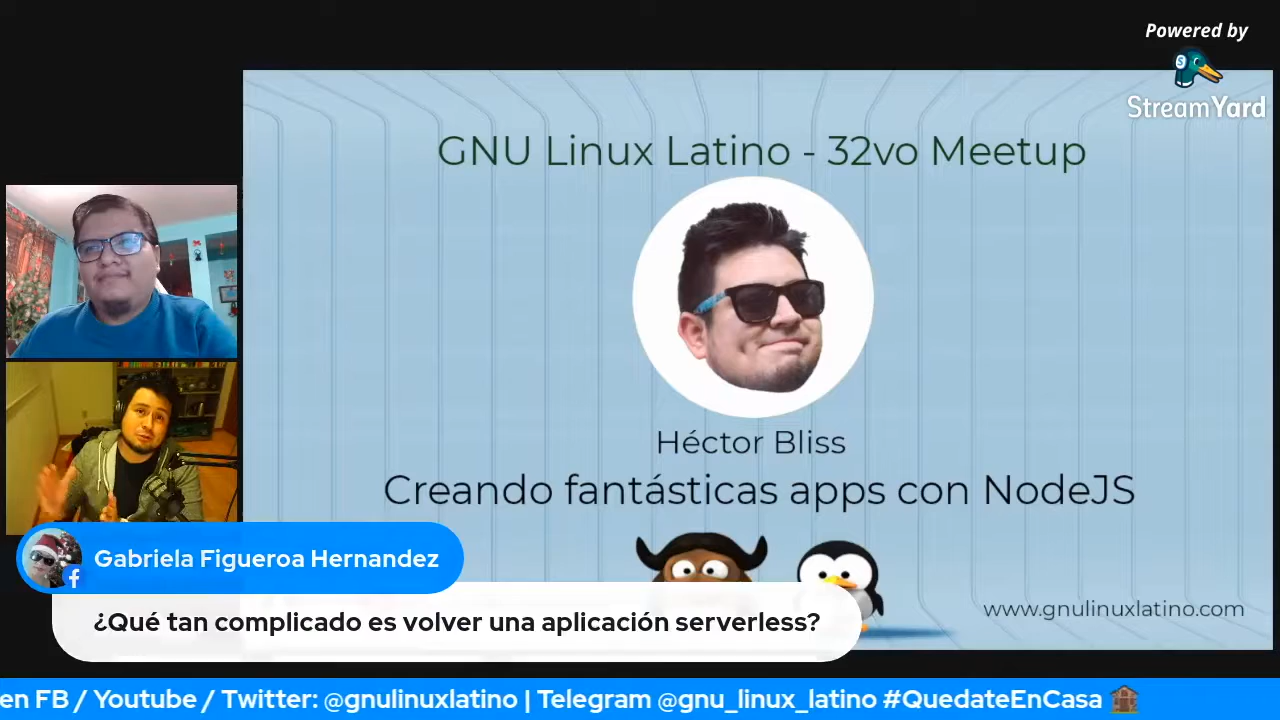 Powered by
StreamYard
GNU Linux Latino - 32vo Meetup
Héctor Bliss
Creando fantásticas apps con NodeJS
www.gnulinuxlatino.com
Gabriela Figueroa Hernandez
¿Qué tan complicado es volver una aplicación serverless?
en FB / Youtube / Twitter: @gnulinuxlatino | Telegram @gnu_linux_latino #QuedateEnCasa